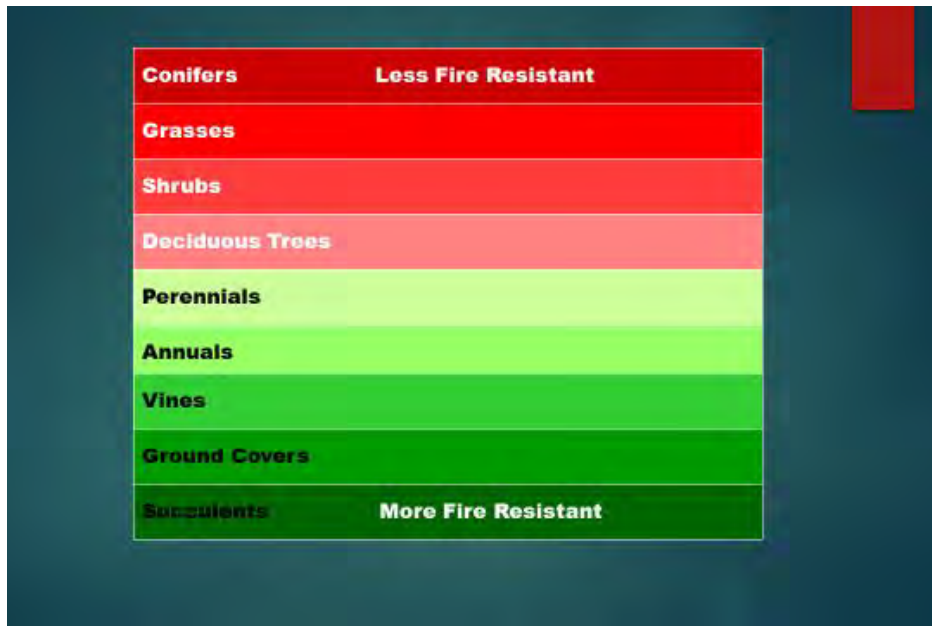 Conifers Less Fire Resistant
Grasses
Shrubs
Deciduous Trees
Perennials
Annuals
Vines
Ground Covers
Succulents More Fire Resistant